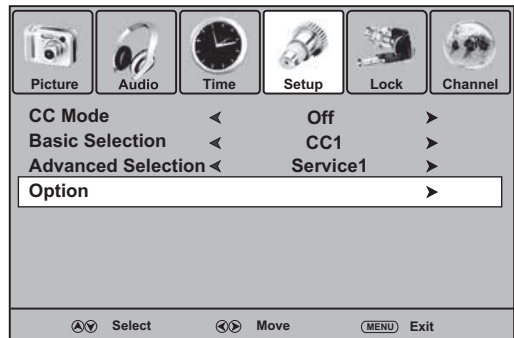 Picture Audio Time Setup Lock Channel
CC Mode Off
Basic Selection CC1
Advanced Selection Service1
Option
Select Move MENU Exit